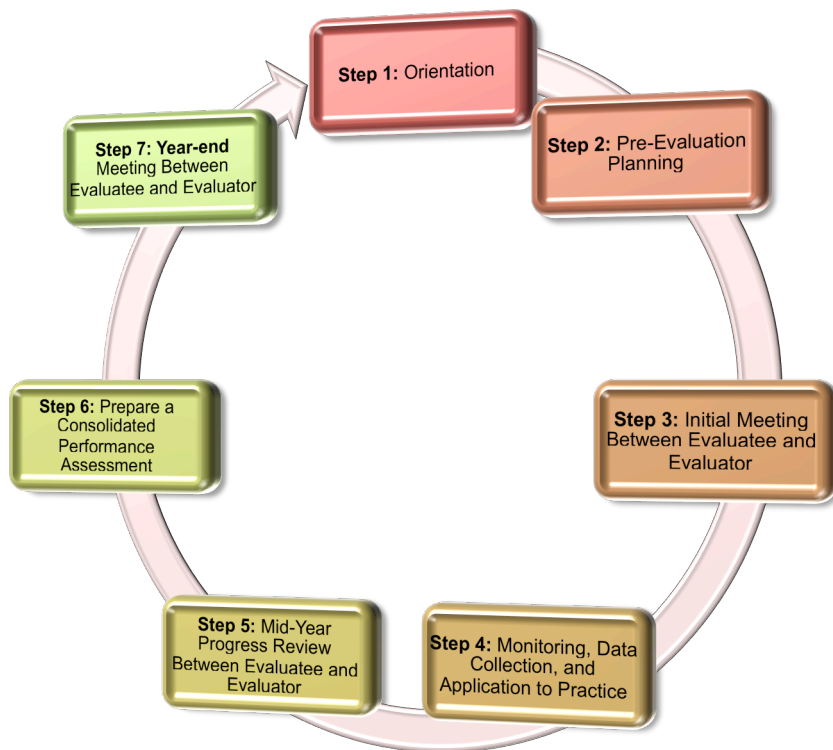 Step 1: Orientation
Step 2: Pre-Evaluation
Planning
Step 3: Initial Meeting
Between Evaluatee and
Evaluator
Step 4: Monitoring, Data
Collection, and
Application to Practice
Step 5: Mid-Year
Progress Review
Between Evaluatee and
Evaluator
Step 6: Prepare a
Consolidated
Performance
Assessment
Step 7: Year-end
Meeting Between
Evaluatee and Evaluator